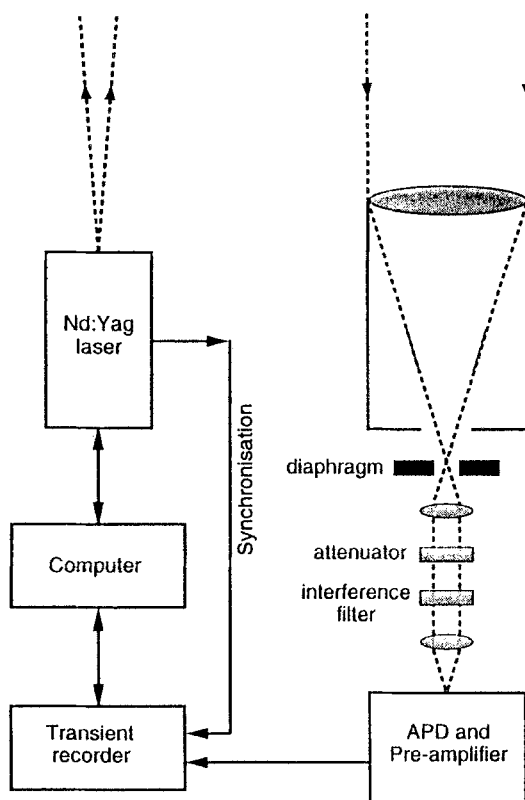 Nd:Yag
laser
Synchronisation
diaphragm
attenuator
Computer
interference
filter
Transient
recorder
APD and
Pre-amplifier